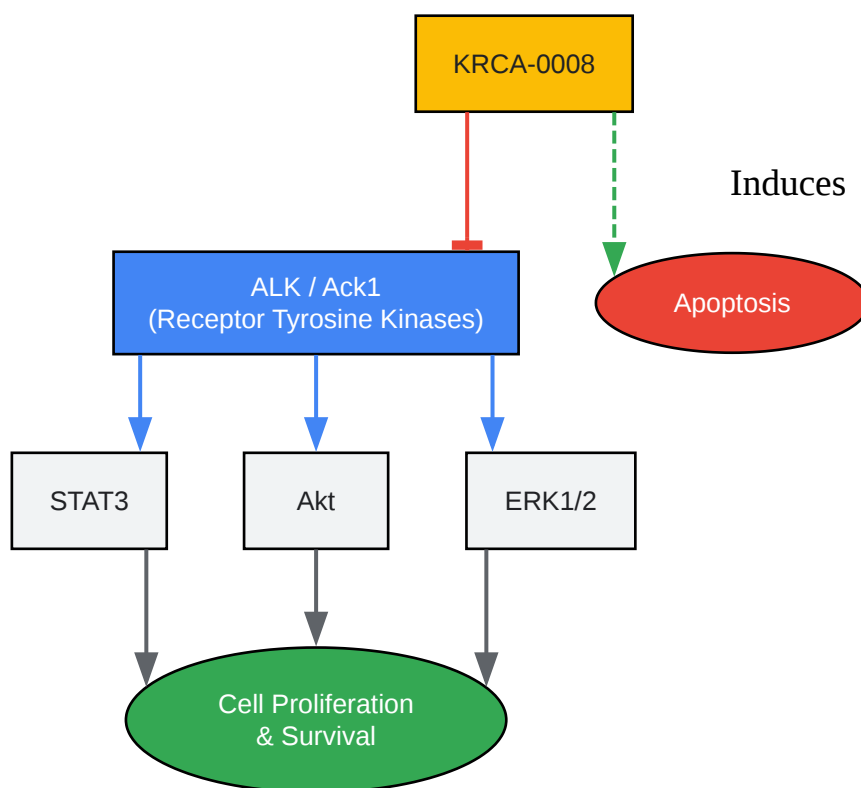 KRCA-0008
Induces
ALK / Ack1
(Receptor Tyrosine Kinases)
Apoptosis
STAT3
Akt
ERK1/2
Cell Proliferation
& Survival